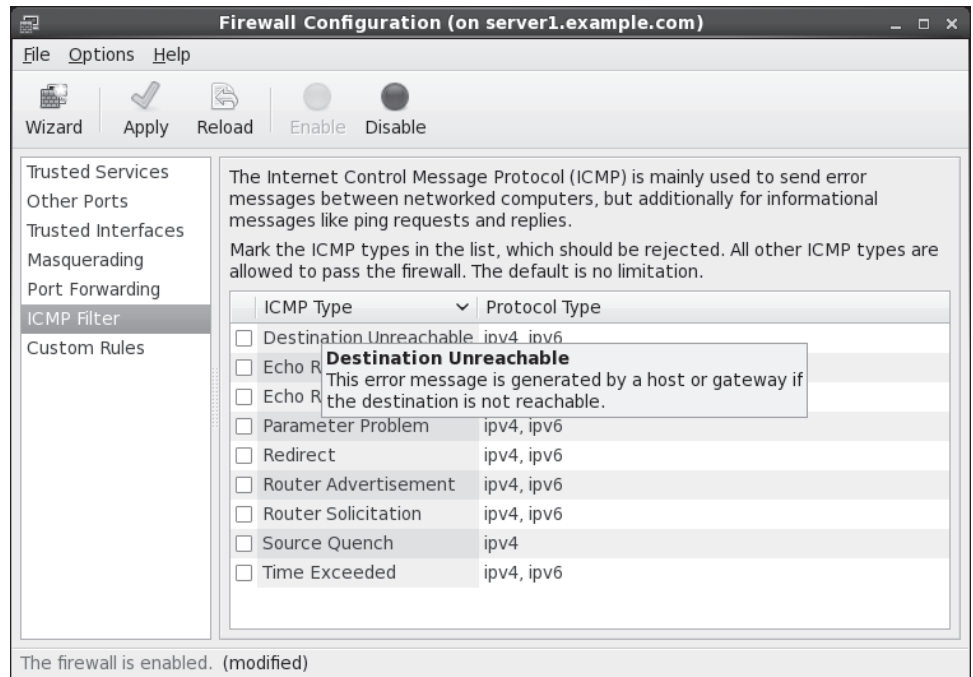 Firewall Configuration (on server1.example.com)
File Options Help
Wizard Apply Reload Enable Disable
Trusted Services
Other Ports
Trusted Interfaces
Masquerading
Port Forwarding
ICMP Filter
Custom Rules
The Internet Control Message Protocol (ICMP) is mainly used to send error
messages between networked computers, but additionally for informational
messages like ping requests and replies.
Mark the ICMP types in the list, which should be rejected. All other ICMP types are
allowed to pass the firewall. The default is no limitation.
ICMP Type Protocol Type
Destination Unreachable ipv4, ipv6
Echo R
Echo R
Destination Unreachable
This error message is generated by a host or gateway if
the destination is not reachable.
Parameter Problem ipv4, ipv6
Redirect ipv4, ipv6
Router Advertisement ipv4, ipv6
Router Solicitation ipv4, ipv6
Source Quench ipv4
Time Exceeded ipv4, ipv6
The firewall is enabled. (modified)